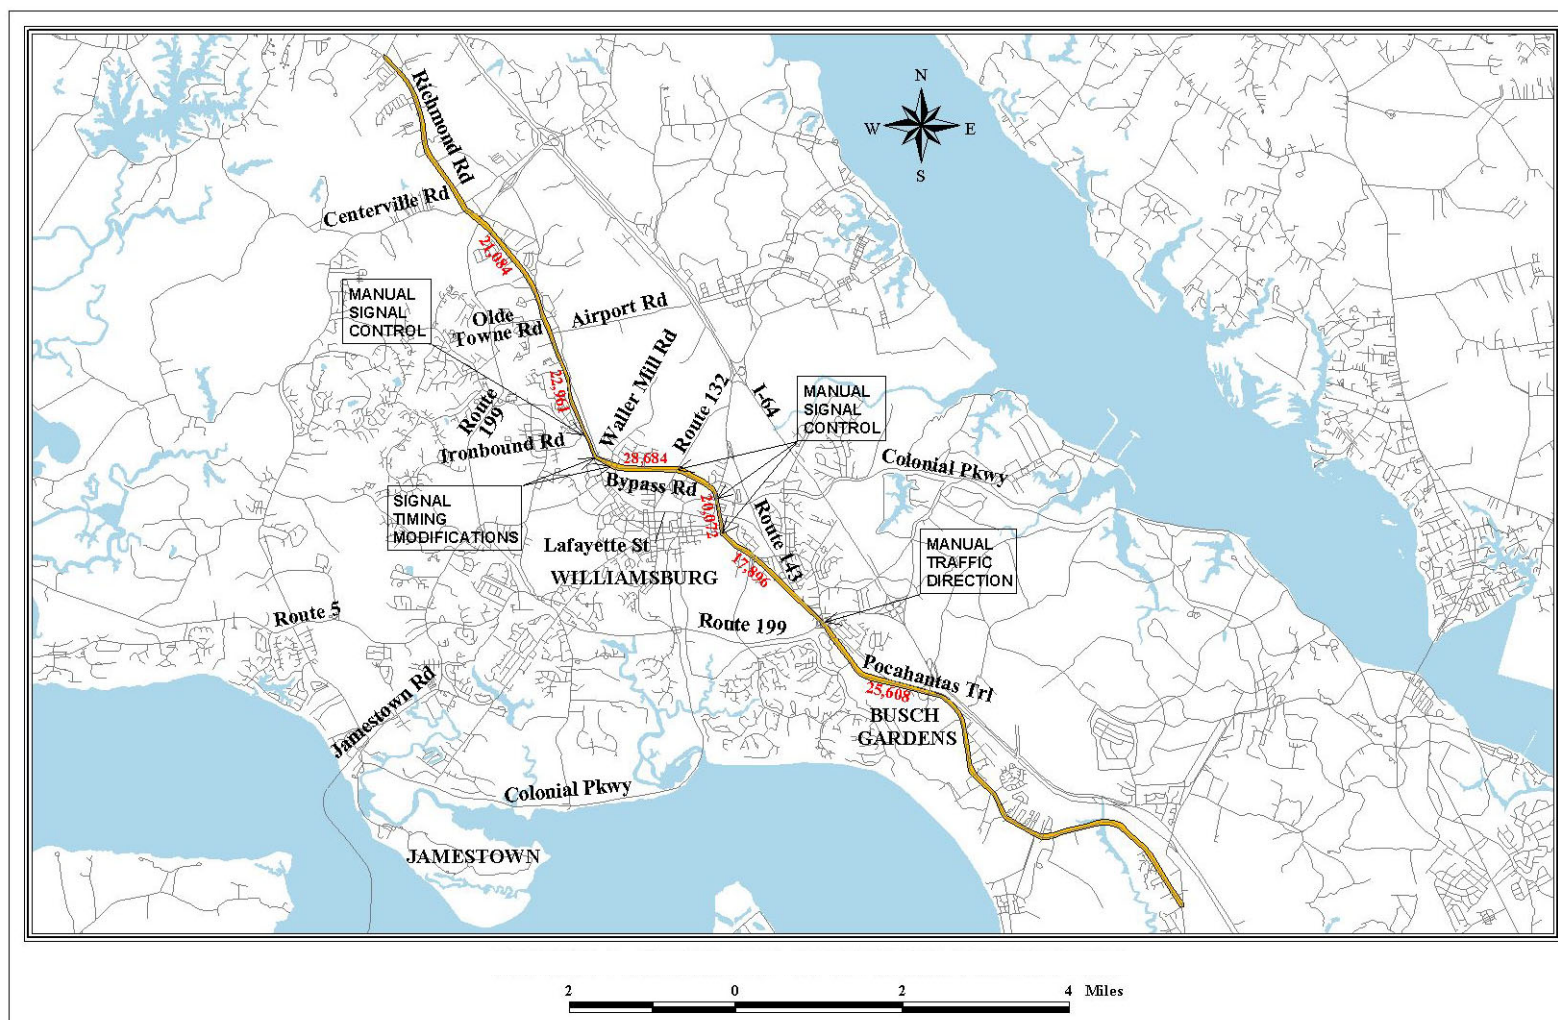 N
W
E
S
Richmond Rd
Centerville Rd
21,084
MANUAL
SIGNAL
CONTROL
Olde
Towne Rd
Airport Rd
Waller Mill Rd
22,961
Route 132
I-64
MANUAL
SIGNAL
CONTROL
Route
199
Ironbound Rd
28,684
Colonial Pkwy
Bypass Rd
SIGNAL
TIMING
MODIFICATIONS
20,072
Route 143
Lafayette St
WILLIAMSBURG
17,896
MANUAL
TRAFFIC
DIRECTION
Route 5
Route 199
Pocahantas Trl
25,608
BUSCH
GARDENS
Jamestown Rd
Colonial Pkwy
JAMESTOWN
2 0 2 4 Miles